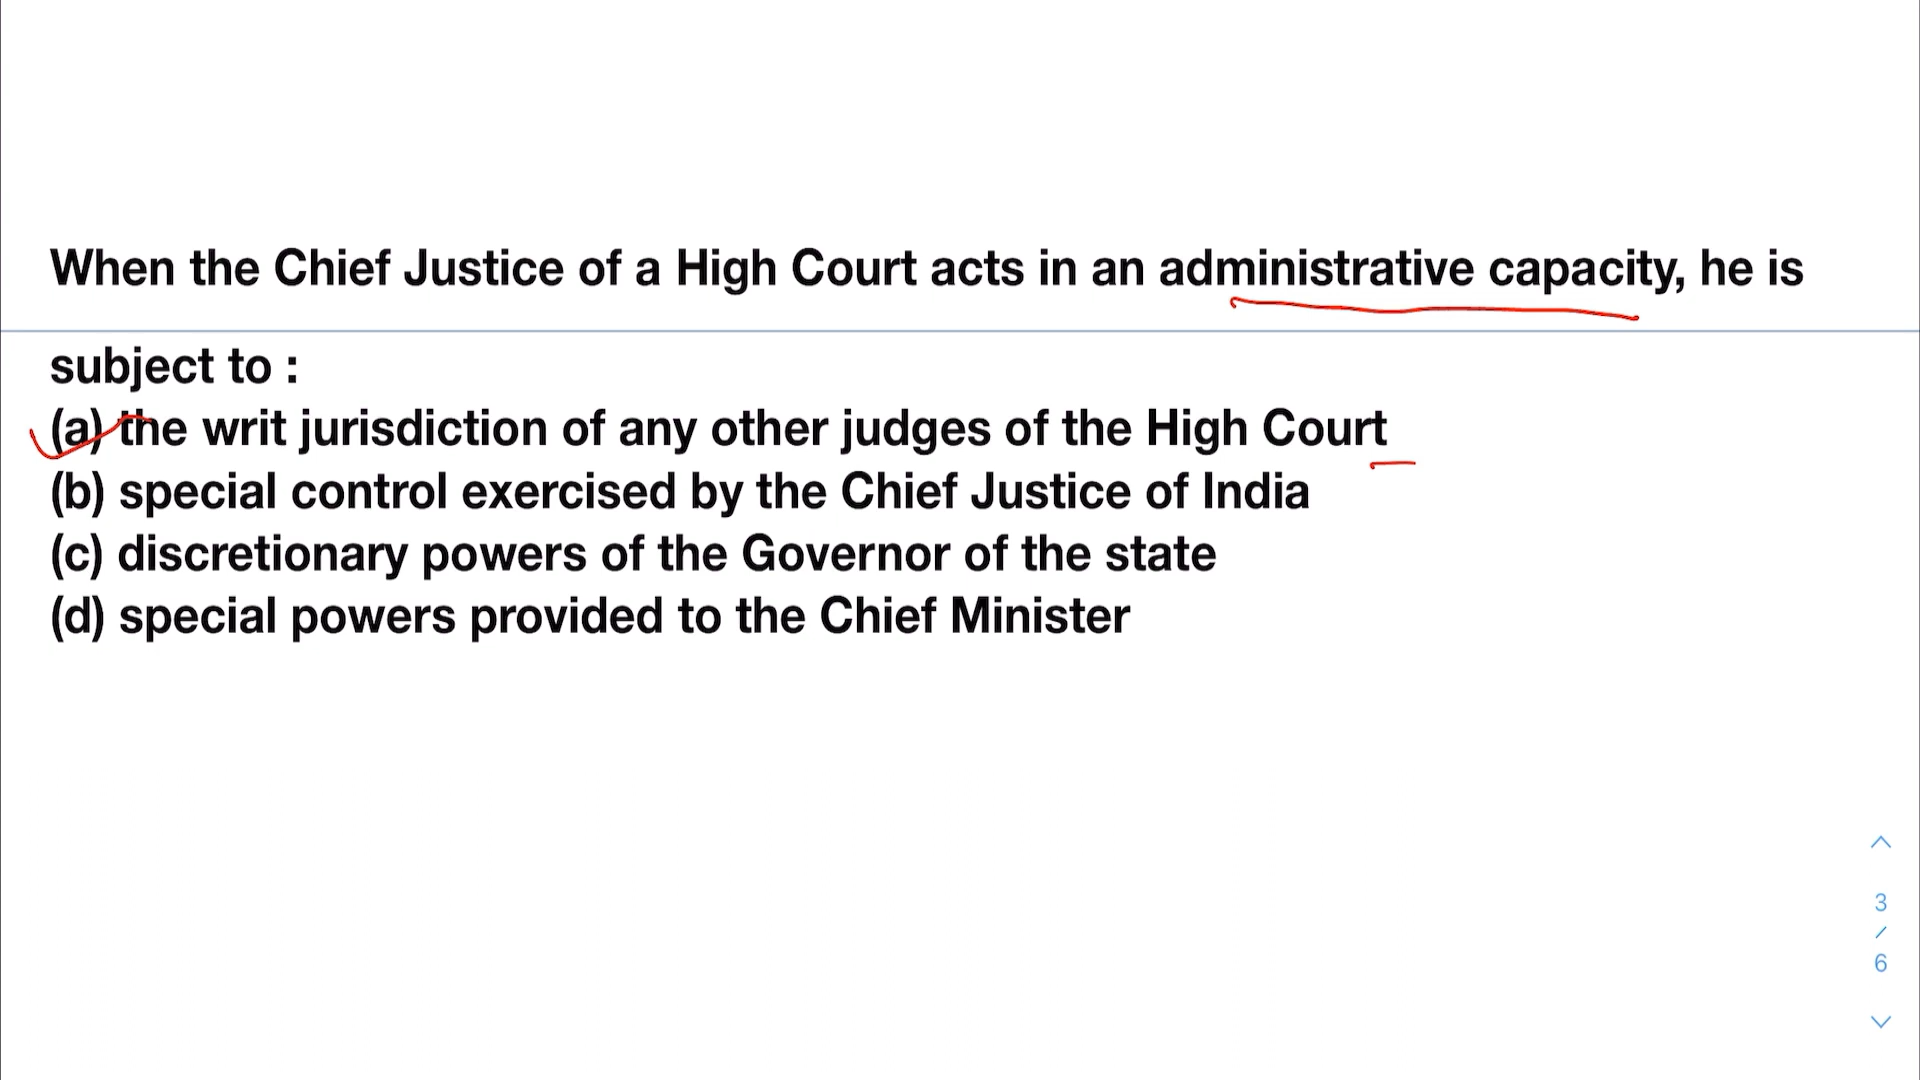 When the Chief Justice of a High Court acts in an administrative capacity, he is
subject to :
(a) the writ jurisdiction of any other judges of the High Court
(b) special control exercised by the Chief Justice of India
(c) discretionary powers of the Governor of the state
(d) special powers provided to the Chief Minister
3
/
6